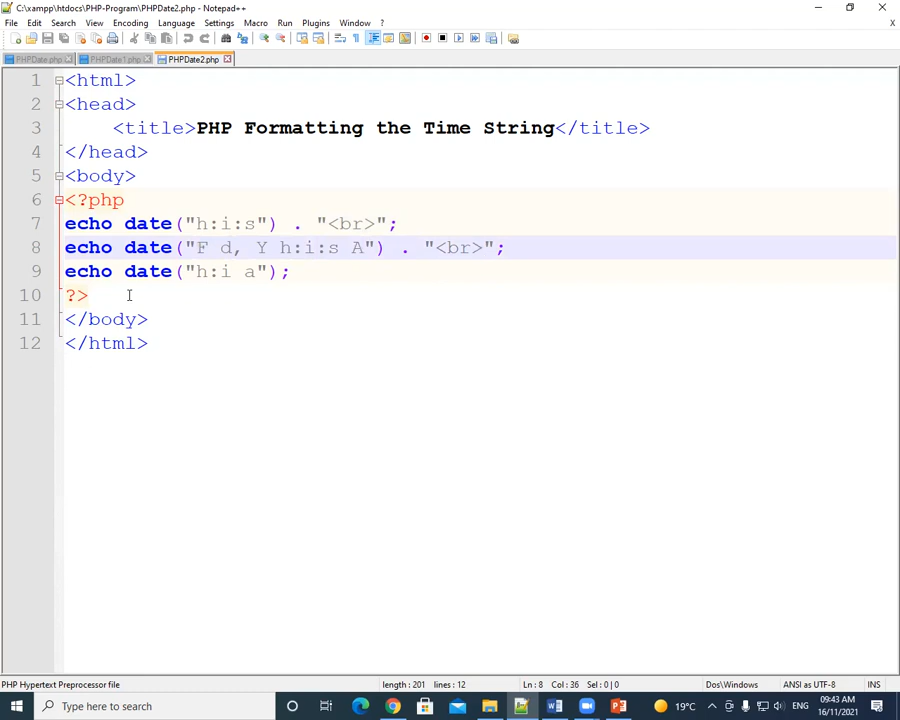 C:\xampp\htdocs\PHP-Program\PHPDate2.php - Notepad++
File Edit Search View Encoding Language Settings Macro Run Plugins Window ? X
PHPDate.php PHPDate1.php PHPDate2.php
1 <html>
2 <head>
3 <title>PHP Formatting the Time String</title>
4 </head>
5 <body>
6 <?php
7 echo date("h:i:s") . "<br>";
8 echo date("F d, Y h:i:s A") . "<br>";
9 echo date("h:i a");
10 ?>
11 </body>
12 </html>
PHP Hypertext Preprocessor file length : 201 lines : 12 Ln : 8 Col : 36 Sel : 0 | 0 Dos\Windows ANSI as UTF-8 INS
Type here to search 19°C ENG 09:43 AM
16/11/2021